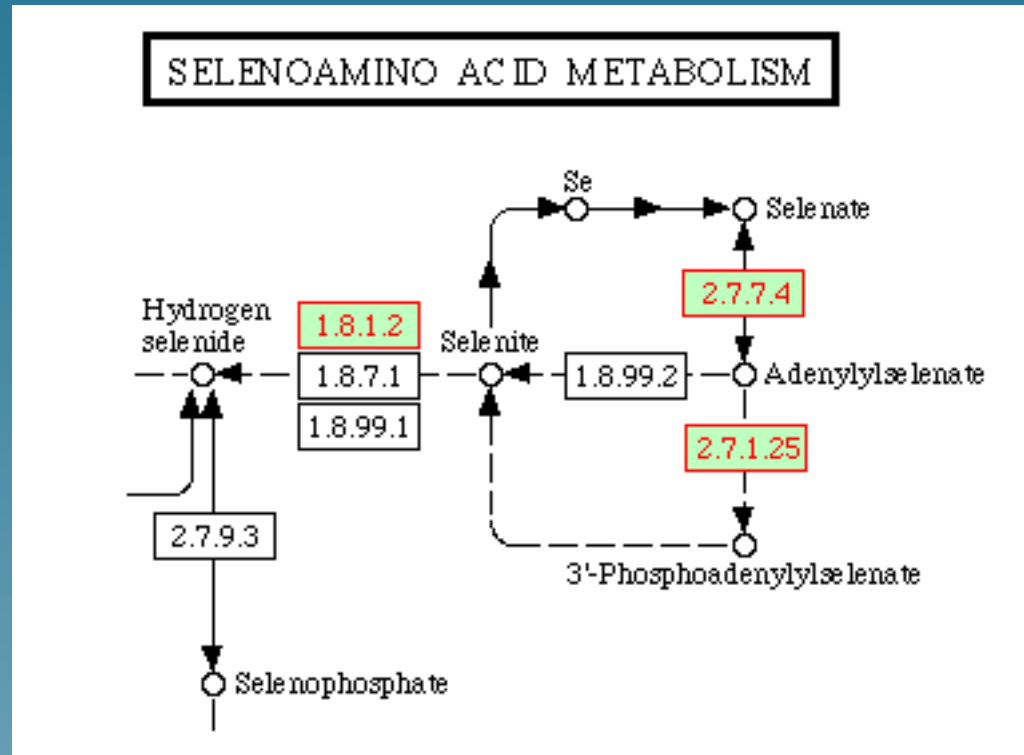 SELENOAMINO ACID METABOLISM
Se
Selenate
2.7.7.4
Hydrogen
selenide
1.8.1.2
Selenite
1.8.7.1
1.8.99.2
Adenylylselenate
1.8.99.1
2.7.1.25
2.7.9.3
3'-Phosphoadenylylselenate
Selenophosphate